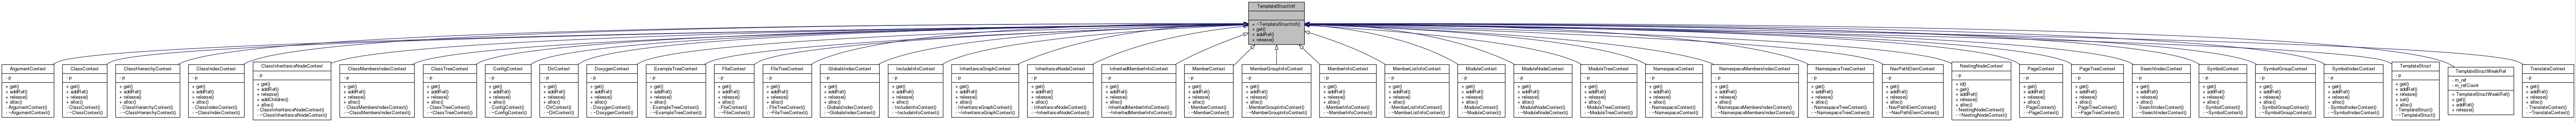 TemplateStructIntf
+ ~TemplateStructIntf()
+ get()
+ addRef()
+ release()
ArgumentContext
- p
+ get()
+ addRef()
+ release()
+ alloc()
- ArgumentContext()
- ~ArgumentContext()
ClassContext
- p
+ get()
+ addRef()
+ release()
+ alloc()
- ClassContext()
- ~ClassContext()
ClassHierarchyContext
- p
+ get()
+ addRef()
+ release()
+ alloc()
- ClassHierarchyContext()
- ~ClassHierarchyContext()
ClassIndexContext
- p
+ get()
+ addRef()
+ release()
+ alloc()
- ClassIndexContext()
- ~ClassIndexContext()
ClassInheritanceNodeContext
- p
+ get()
+ addRef()
+ release()
+ addChildren()
+ alloc()
- ClassInheritanceNodeContext()
- ~ClassInheritanceNodeContext()
ClassMembersIndexContext
- p
+ get()
+ addRef()
+ release()
+ alloc()
- ClassMembersIndexContext()
- ~ClassMembersIndexContext()
ClassTreeContext
- p
+ get()
+ addRef()
+ release()
+ alloc()
- ClassTreeContext()
- ~ClassTreeContext()
ConfigContext
- p
+ get()
+ addRef()
+ release()
+ alloc()
- ConfigContext()
- ~ConfigContext()
DirContext
- p
+ get()
+ addRef()
+ release()
+ alloc()
- DirContext()
- ~DirContext()
DoxygenContext
- p
+ get()
+ addRef()
+ release()
+ alloc()
- DoxygenContext()
- ~DoxygenContext()
ExampleTreeContext
- p
+ get()
+ addRef()
+ release()
+ alloc()
- ExampleTreeContext()
- ~ExampleTreeContext()
FileContext
- p
+ get()
+ addRef()
+ release()
+ alloc()
- FileContext()
- ~FileContext()
FileTreeContext
- p
+ get()
+ addRef()
+ release()
+ alloc()
- FileTreeContext()
- ~FileTreeContext()
GlobalsIndexContext
- p
+ get()
+ addRef()
+ release()
+ alloc()
- GlobalsIndexContext()
- ~GlobalsIndexContext()
IncludeInfoContext
- p
+ get()
+ addRef()
+ release()
+ alloc()
- IncludeInfoContext()
- ~IncludeInfoContext()
InheritanceGraphContext
- p
+ get()
+ addRef()
+ release()
+ alloc()
- InheritanceGraphContext()
- ~InheritanceGraphContext()
InheritanceNodeContext
- p
+ get()
+ addRef()
+ release()
+ alloc()
- InheritanceNodeContext()
- ~InheritanceNodeContext()
InheritedMemberInfoContext
- p
+ get()
+ addRef()
+ release()
+ alloc()
- InheritedMemberInfoContext()
- ~InheritedMemberInfoContext()
MemberContext
- p
+ get()
+ addRef()
+ release()
+ alloc()
- MemberContext()
- ~MemberContext()
MemberGroupInfoContext
- p
+ get()
+ addRef()
+ release()
+ alloc()
- MemberGroupInfoContext()
- ~MemberGroupInfoContext()
MemberInfoContext
- p
+ get()
+ addRef()
+ release()
+ alloc()
- MemberInfoContext()
- ~MemberInfoContext()
MemberListInfoContext
- p
+ get()
+ addRef()
+ release()
+ alloc()
- MemberListInfoContext()
- ~MemberListInfoContext()
ModuleContext
- p
+ get()
+ addRef()
+ release()
+ alloc()
- ModuleContext()
- ~ModuleContext()
ModuleNodeContext
- p
+ get()
+ addRef()
+ release()
+ alloc()
- ModuleNodeContext()
- ~ModuleNodeContext()
ModuleTreeContext
- p
+ get()
+ addRef()
+ release()
+ alloc()
- ModuleTreeContext()
- ~ModuleTreeContext()
NamespaceContext
- p
+ get()
+ addRef()
+ release()
+ alloc()
- NamespaceContext()
- ~NamespaceContext()
NamespaceMembersIndexContext
- p
+ get()
+ addRef()
+ release()
+ alloc()
- NamespaceMembersIndexContext()
- ~NamespaceMembersIndexContext()
NamespaceTreeContext
- p
+ get()
+ addRef()
+ release()
+ alloc()
- NamespaceTreeContext()
- ~NamespaceTreeContext()
NavPathElemContext
- p
+ get()
+ addRef()
+ release()
+ alloc()
- NavPathElemContext()
- ~NavPathElemContext()
NestingNodeContext
- p
+ id()
+ get()
+ addRef()
+ release()
+ alloc()
- NestingNodeContext()
- ~NestingNodeContext()
PageContext
- p
+ get()
+ addRef()
+ release()
+ alloc()
- PageContext()
- ~PageContext()
PageTreeContext
- p
+ get()
+ addRef()
+ release()
+ alloc()
- PageTreeContext()
- ~PageTreeContext()
SearchIndexContext
- p
+ get()
+ addRef()
+ release()
+ alloc()
- SearchIndexContext()
- ~SearchIndexContext()
SymbolContext
- p
+ get()
+ addRef()
+ release()
+ alloc()
- SymbolContext()
- ~SymbolContext()
SymbolGroupContext
- p
+ get()
+ addRef()
+ release()
+ alloc()
- SymbolGroupContext()
- ~SymbolGroupContext()
SymbolIndexContext
- p
+ get()
+ addRef()
+ release()
+ alloc()
- SymbolIndexContext()
- ~SymbolIndexContext()
TemplateStruct
- p
+ get()
+ addRef()
+ release()
+ set()
+ alloc()
- TemplateStruct()
- ~TemplateStruct()
TemplateStructWeakRef
- m_ref
- m_refCount
+ TemplateStructWeakRef()
+ get()
+ addRef()
+ release()
TranslateContext
- p
+ get()
+ addRef()
+ release()
+ alloc()
- TranslateContext()
- ~TranslateContext()